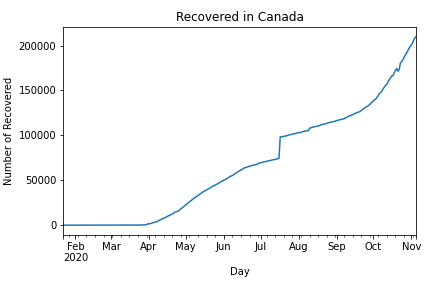 Recovered in Canada
Number of Recovered
200000
150000
100000
50000
0
Feb Mar Apr May Jun Jul Aug Sep Oct Nov
2020
Day